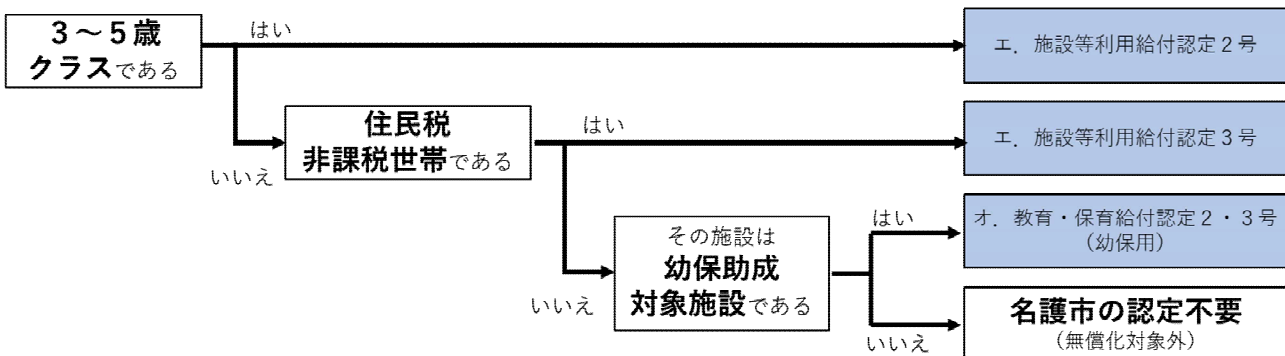 ３～５歳
クラスである
はい
エ．施設等利用給付認定２号
いいえ
住民税
非課税世帯である
はい
エ．施設等利用給付認定３号
いいえ
その施設は
幼保助成
対象施設である
はい
オ．教育・保育給付認定２・３号
（幼保用）
いいえ
名護市の認定不要
（無償化対象外）